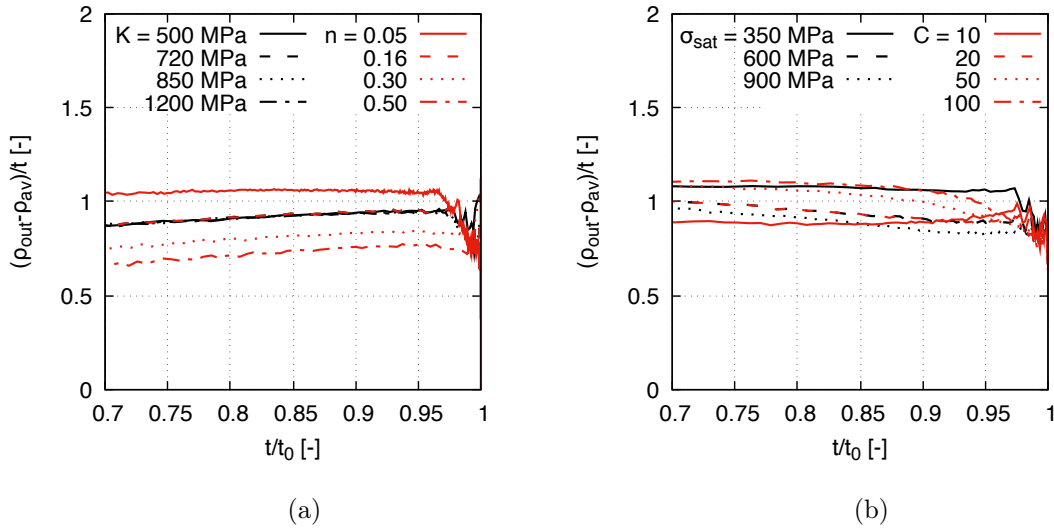 2
1.5
1
0.5
0
K = 500 MPa
720 MPa
850 MPa
1200 MPa
n = 0.05
0.16
0.30
0.50
(ρout-ρav)/t [-]
0.7 0.75 0.8 0.85 0.9 0.95 1
t/t0 [-]
(a)
2
1.5
1
0.5
0
σsat = 350 MPa
600 MPa
900 MPa
C = 10
20
50
100
(ρout-ρav)/t [-]
0.7 0.75 0.8 0.85 0.9 0.95 1
t/t0 [-]
(b)